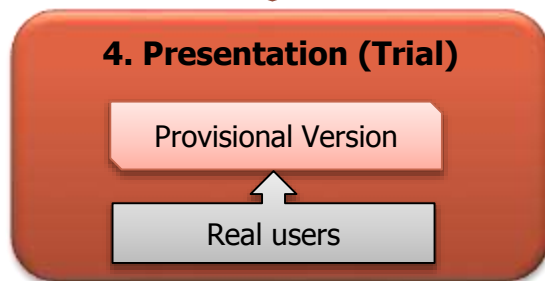 4. Presentation (Trial)
Provisional Version
Real users